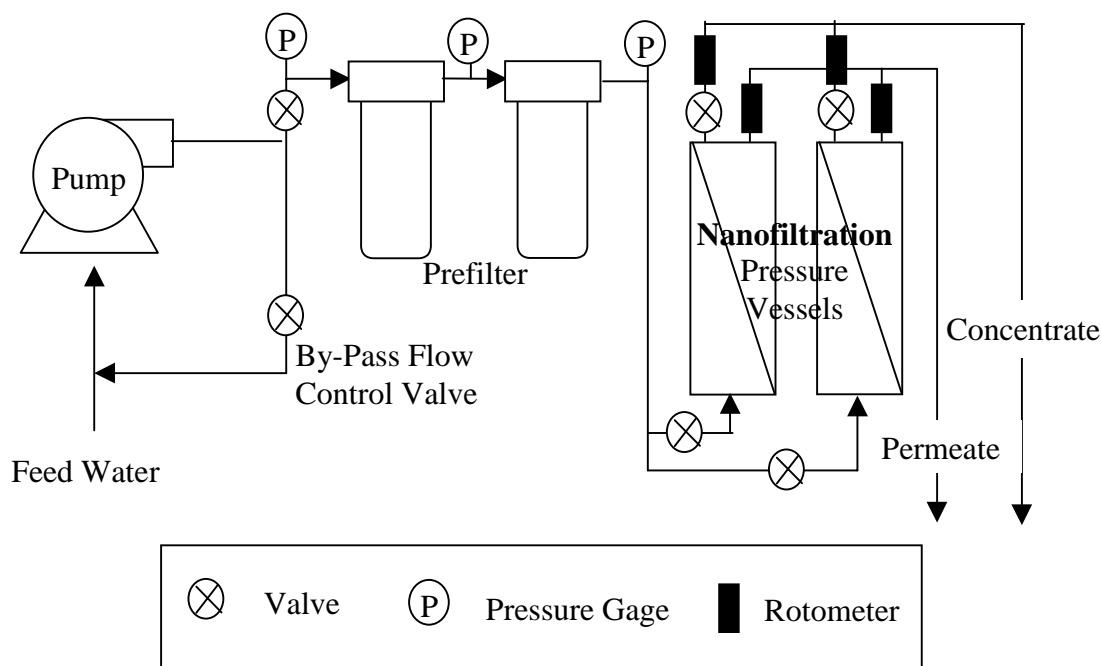 P
P
P
Pump
Prefilter
Nanofiltration
Pressure
Vessels
By-Pass Flow
Control Valve
Concentrate
Permeate
Feed Water
Valve
P
Pressure Gage
Rotometer